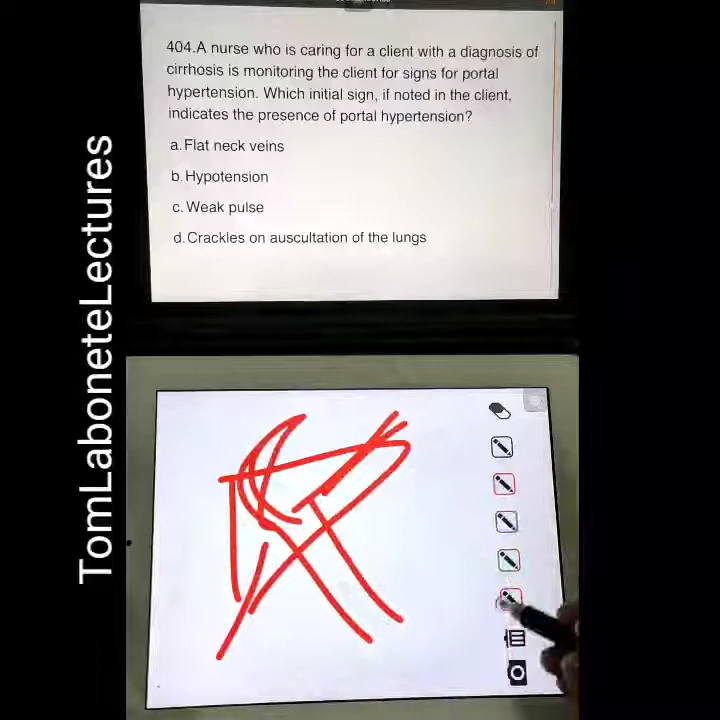 404.A nurse who is caring for a client with a diagnosis of
cirrhosis is monitoring the client for signs for portal
hypertension. Which initial sign, if noted in the client,
indicates the presence of portal hypertension?
a. Flat neck veins
b. Hypotension
c. Weak pulse
d. Crackles on auscultation of the lungs
TomLaboneteLectures